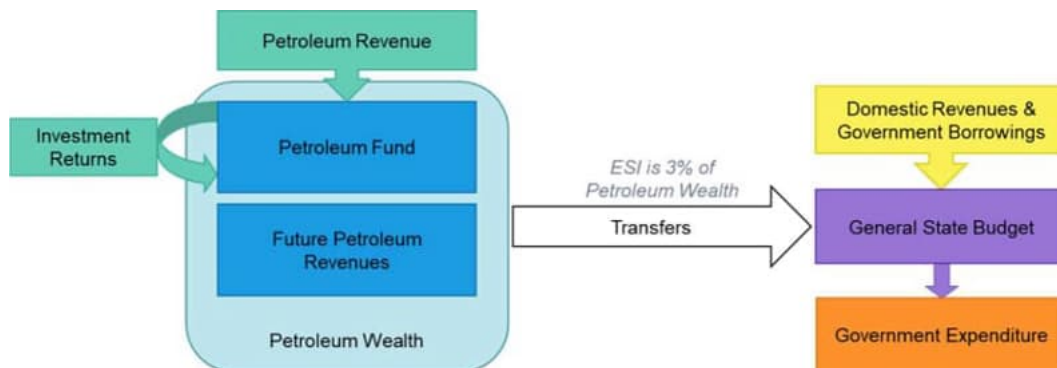 Petroleum Revenue
Investment
Returns
Petroleum Fund
Future Petroleum
Revenues
Petroleum Wealth
ESI is 3% of
Petroleum Wealth
Transfers
Domestic Revenues &
Government Borrowings
General State Budget
Government Expenditure